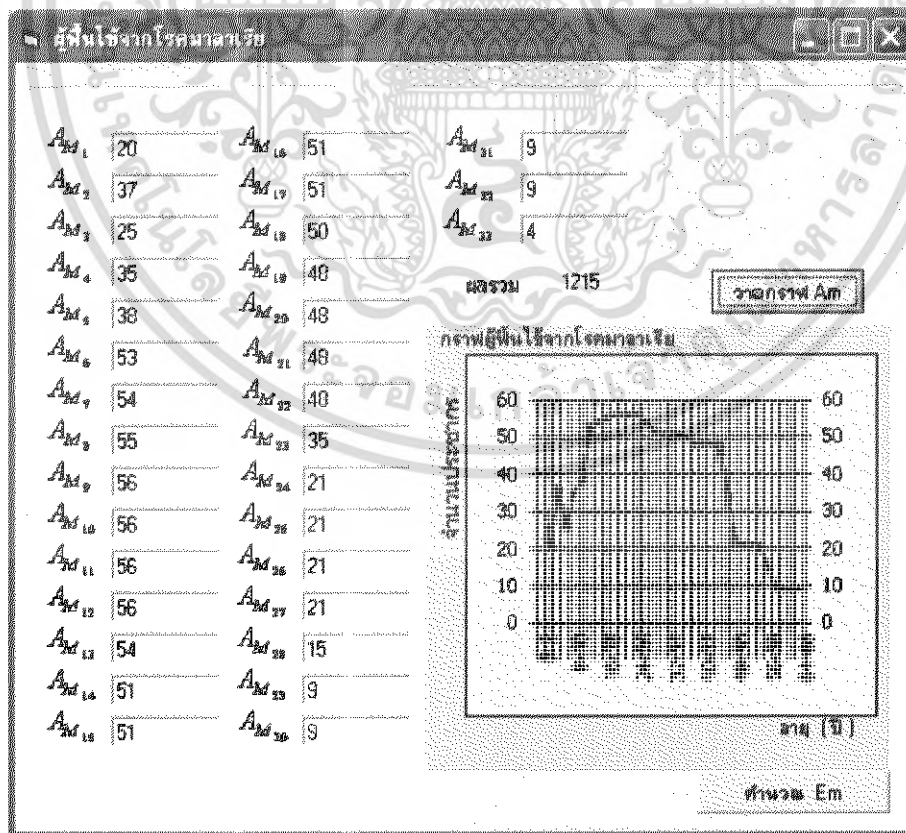 ผู้ฟื้นไข้จากโรคมาลาเรีย
A_M1 20 A_M16 51 A_M31 9
A_M2 37 A_M17 51 A_M32 9
A_M3 25 A_M18 50 A_M33 4
A_M4 35 A_M19 48
ผลรวม 1215 วาดกราฟ Am
A_M5 38 A_M20 48
กราฟผู้ฟื้นไข้จากโรคมาลาเรีย
A_M6 53 A_M21 48
A_M7 54 A_M22 48
A_M8 55 A_M23 35
A_M9 56 A_M24 21
A_M10 56 A_M25 21
A_M11 56 A_M26 21
A_M12 56 A_M27 21
A_M13 54 A_M28 15
A_M14 51 A_M29 9
A_M15 51 A_M30 9
จำนวนประชากร
60 60
50 50
40 40
30 30
20 20
10 10
0 0
อายุ (ปี)
คำนวณ Em